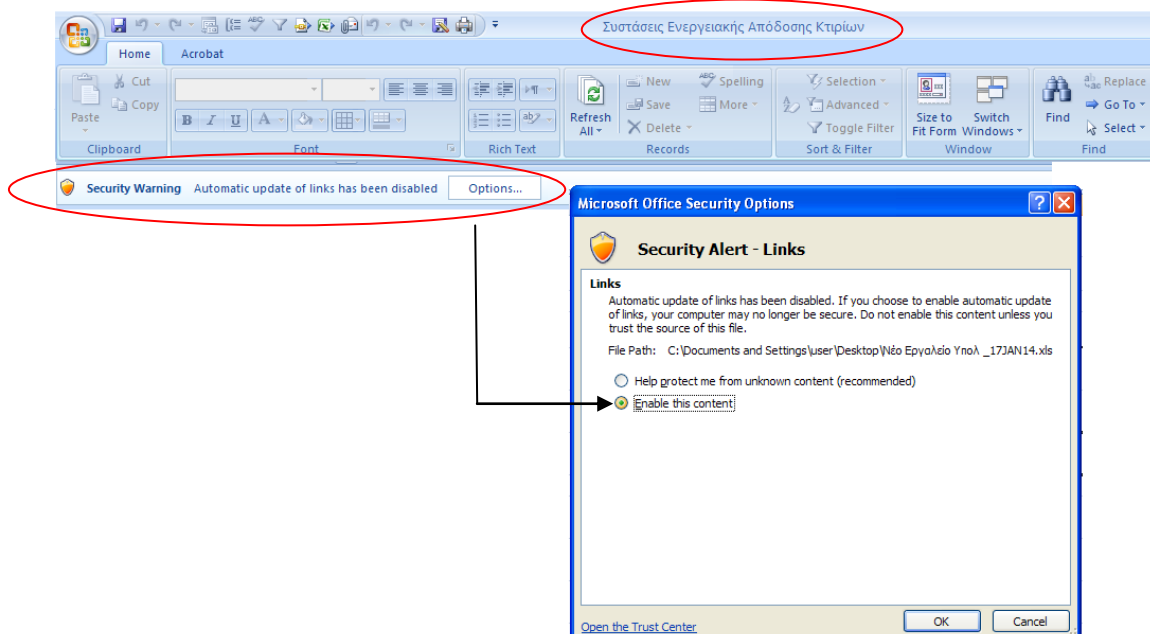 Συστάσεις Ενεργειακής Απόδοσης Κτιρίων
Home Acrobat
Cut
Copy
Paste
Clipboard
B I U A
Font
ab
Rich Text
Refresh
All
New
Save
Delete
ABC Spelling
More
Records
Selection
Advanced
Toggle Filter
Sort & Filter
Size to
Fit Form
Switch
Windows
Window
Find
Replace
Go To
Select
Find
Security Warning Automatic update of links has been disabled Options...
Microsoft Office Security Options
Security Alert - Links
Links
Automatic update of links has been disabled. If you choose to enable automatic update
of links, your computer may no longer be secure. Do not enable this content unless you
trust the source of this file.
File Path: C:\Documents and Settings\user\Desktop\Νέο Εργαλείο Υπολ _17JAN14.xls
Help protect me from unknown content (recommended)
Enable this content
Open the Trust Center
OK Cancel